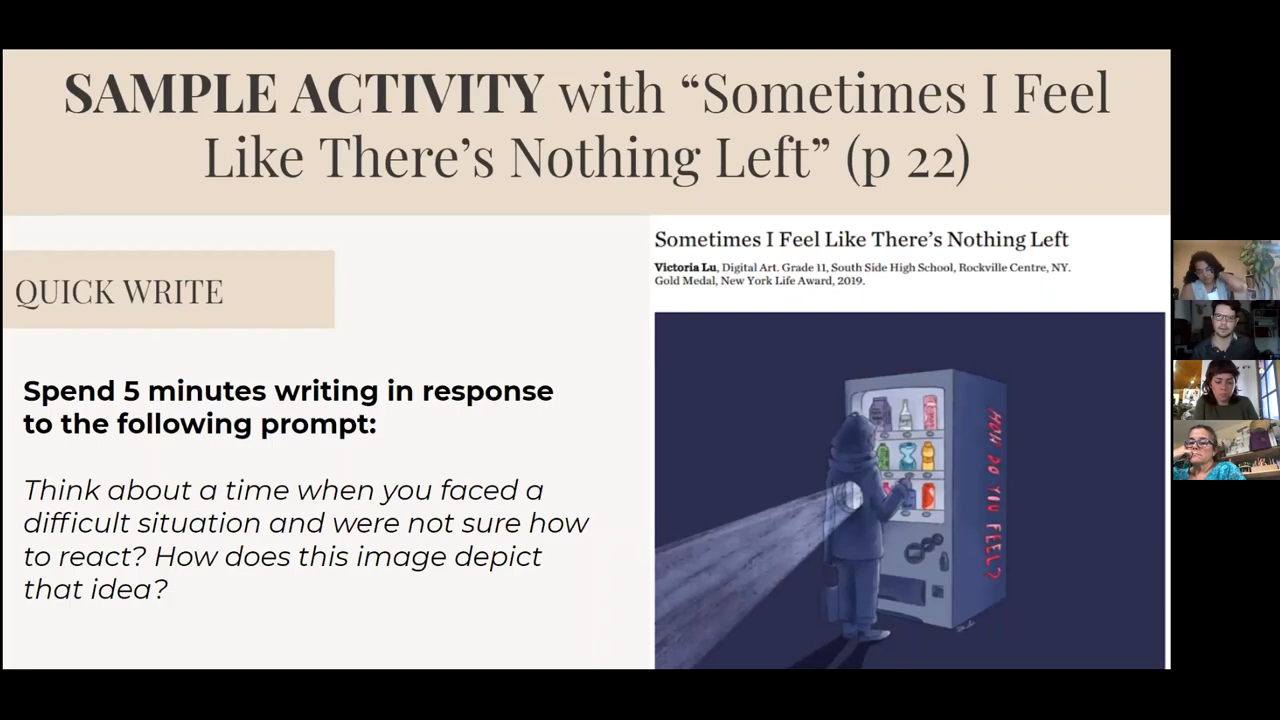 SAMPLE ACTIVITY with “Sometimes I Feel
Like There’s Nothing Left” (p 22)
QUICK WRITE
Spend 5 minutes writing in response
to the following prompt:
Think about a time when you faced a
difficult situation and were not sure how
to react? How does this image depict
that idea?
Sometimes I Feel Like There’s Nothing Left
Victoria Lu, Digital Art. Grade 11, South Side High School, Rockville Centre, NY.
Gold Medal, New York Life Award, 2019.
HOW DO YOU FEEL?